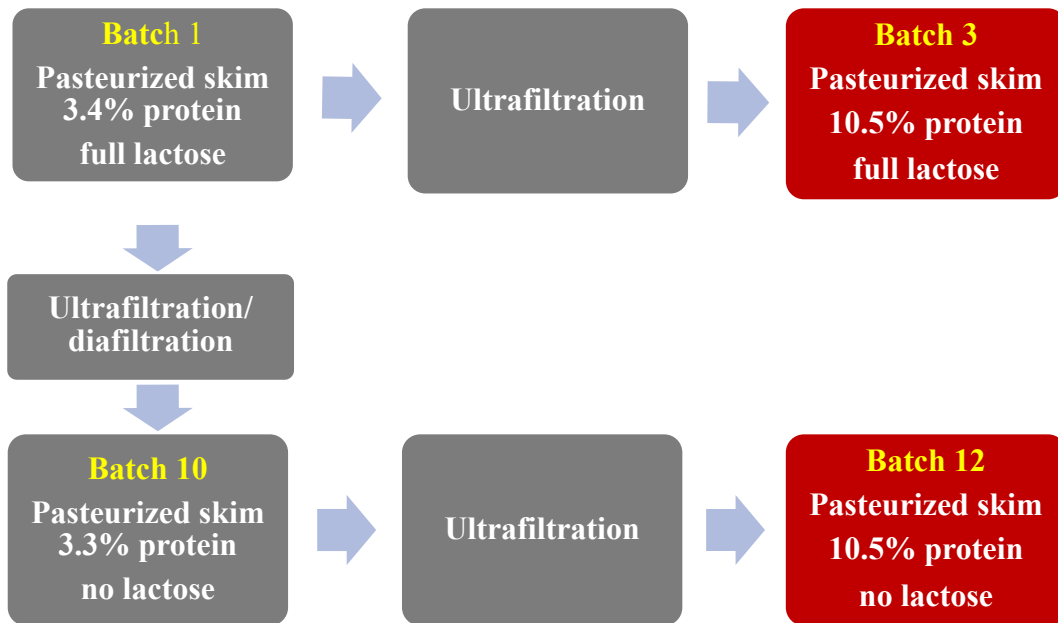 Batch 1
Pasteurized skim
3.4% protein
full lactose
Ultrafiltration
Batch 3
Pasteurized skim
10.5% protein
full lactose
Ultrafiltration/
diafiltration
Batch 10
Pasteurized skim
3.3% protein
no lactose
Ultrafiltration
Batch 12
Pasteurized skim
10.5% protein
no lactose